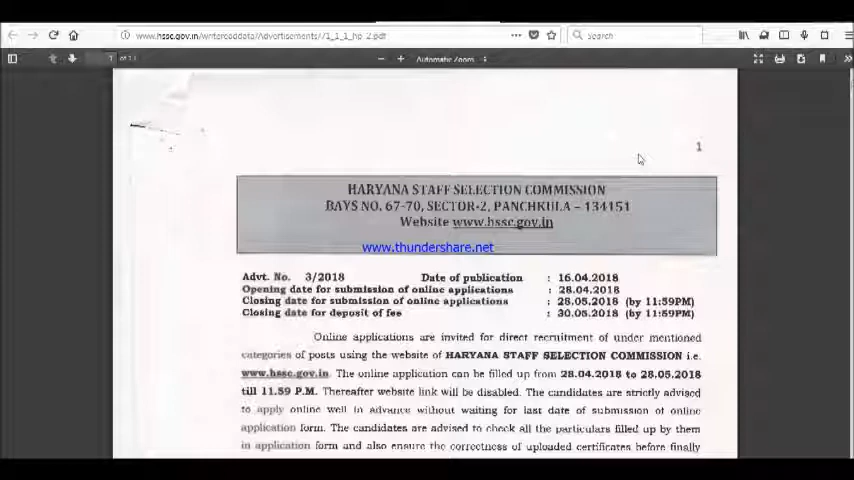 www.hssc.gov.in/writereaddata/Advertisements//1_1_1_hp_2.pdf
Search
1
Automatic Zoom
1
HARYANA STAFF SELECTION COMMISSION
BAYS NO. 67-70, SECTOR-2, PANCHKULA – 134151
Website www.hssc.gov.in
www.thundershare.net
Advt. No. 3/2018 Date of publication : 16.04.2018
Opening date for submission of online applications : 28.04.2018
Closing date for submission of online applications : 28.05.2018 (by 11:59PM)
Closing date for deposit of fee : 30.05.2018 (by 11:59PM)
Online applications are invited for direct recruitment of under mentioned
categories of posts using the website of HARYANA STAFF SELECTION COMMISSION i.e.
www.hssc.gov.in. The online application can be filled up from 28.04.2018 to 28.05.2018
till 11.59 P.M. Thereafter website link will be disabled. The candidates are strictly advised
to apply online well in advance without waiting for last date of submission of online
application form. The candidates are advised to check all the particulars filled up by them
in application form and also ensure the correctness of uploaded certificates before finally